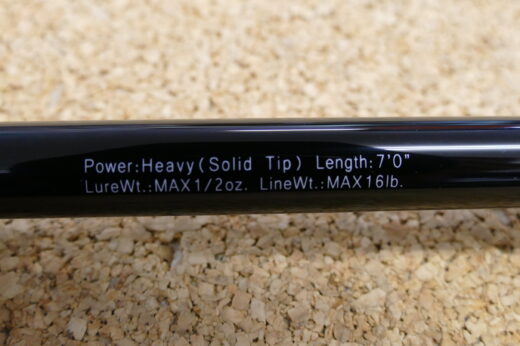 Power:Heavy(Solid Tip) Length:7'0"
LureWt.:MAX1/2oz. LineWt.:MAX16lb.